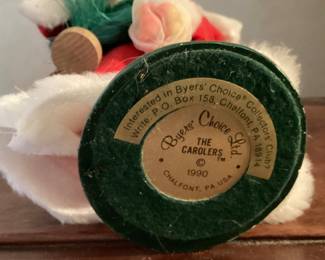 Interested in Byers' Choice® Collectors Club?
Write: P.O. Box 158, Chalfont, PA 18914
Byers' Choice Ltd.
THE
CAROLERS™
©
1990
CHALFONT, PA. USA